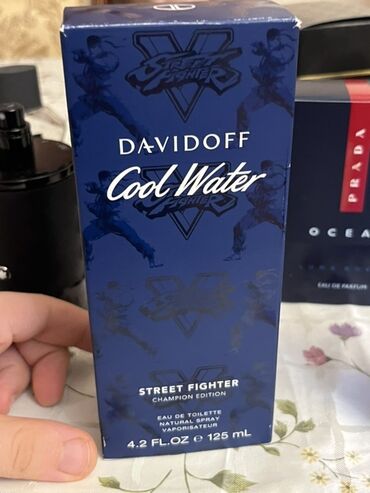 V
STREET FIGHTER
DAVIDOFF
Cool Water
STREET FIGHTER
V
STREET FIGHTER
CHAMPION EDITION
EAU DE TOILETTE
NATURAL SPRAY
VAPORISATEUR
4.2 FL.OZ e 125 mL
PRADA
OCEA
EAU DE PARFUM